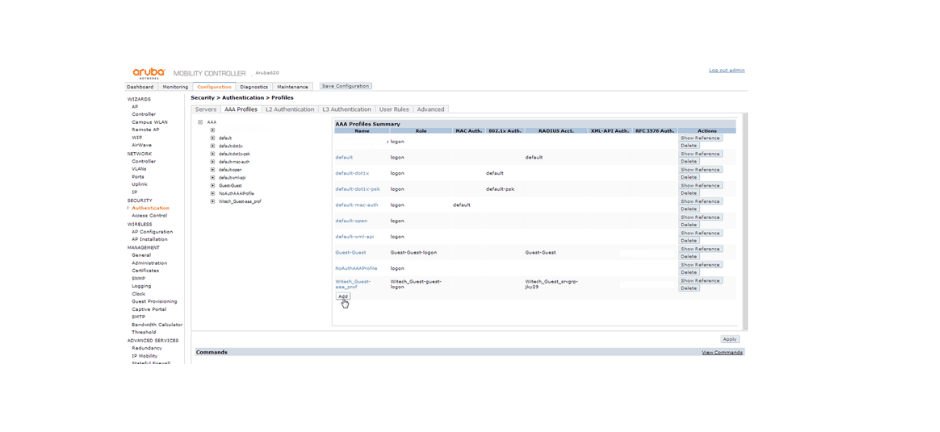 aruba NETWORKS MOBILITY CONTROLLER | Aruba620
Log out admin
Dashboard Monitoring Configuration Diagnostics Maintenance Save Configuration
WIZARDS
AP
Controller
Campus WLAN
Remote AP
WIP
AirWave
NETWORK
Controller
VLANs
Ports
Uplink
IP
SECURITY
Authentication
Access Control
WIRELESS
AP Configuration
AP Installation
MANAGEMENT
General
Administration
Certificates
SNMP
Logging
Clock
Guest Provisioning
Captive Portal
SMTP
Bandwidth Calculator
Threshold
ADVANCED SERVICES
Redundancy
IP Mobility
Stateful Firewall
Security > Authentication > Profiles
Servers AAA Profiles L2 Authentication L3 Authentication User Rules Advanced
AAA
default
default-dot1x
default-dot1x-psk
default-mac-auth
default-open
default-xml-api
Guest-Guest
NoAuthAAAProfile
AAA Profiles Summary
Name Role MAC Auth. 802.1x Auth. RADIUS Acct. XML-API Auth. RFC 3576 Auth. Actions
logon Show Reference
Delete
default logon default Show Reference
Delete
default-dot1x logon default Show Reference
Delete
default-dot1x-psk logon default-psk Show Reference
Delete
default-mac-auth logon default Show Reference
Delete
default-open logon Show Reference
Delete
default-xml-api logon Show Reference
Delete
Guest-Guest Guest-Guest-logon Guest-Guest Show Reference
Delete
NoAuthAAAProfile logon Show Reference
Delete
Show Reference
Delete
Add
Apply
Commands View Commands